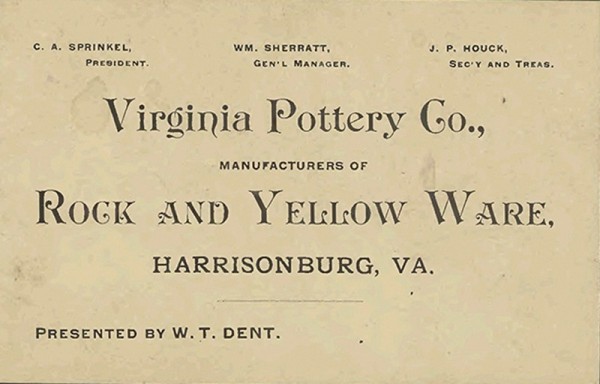 C. A. SPRINKEL, WM. SHERRATT, J. P. HOUCK,
PRESIDENT. GEN'L MANAGER. SEC'Y AND TREAS.
Virginia Pottery Co.,
MANUFACTURERS OF
ROCK AND YELLOW WARE,
HARRISONBURG, VA.
PRESENTED BY W. T. DENT.